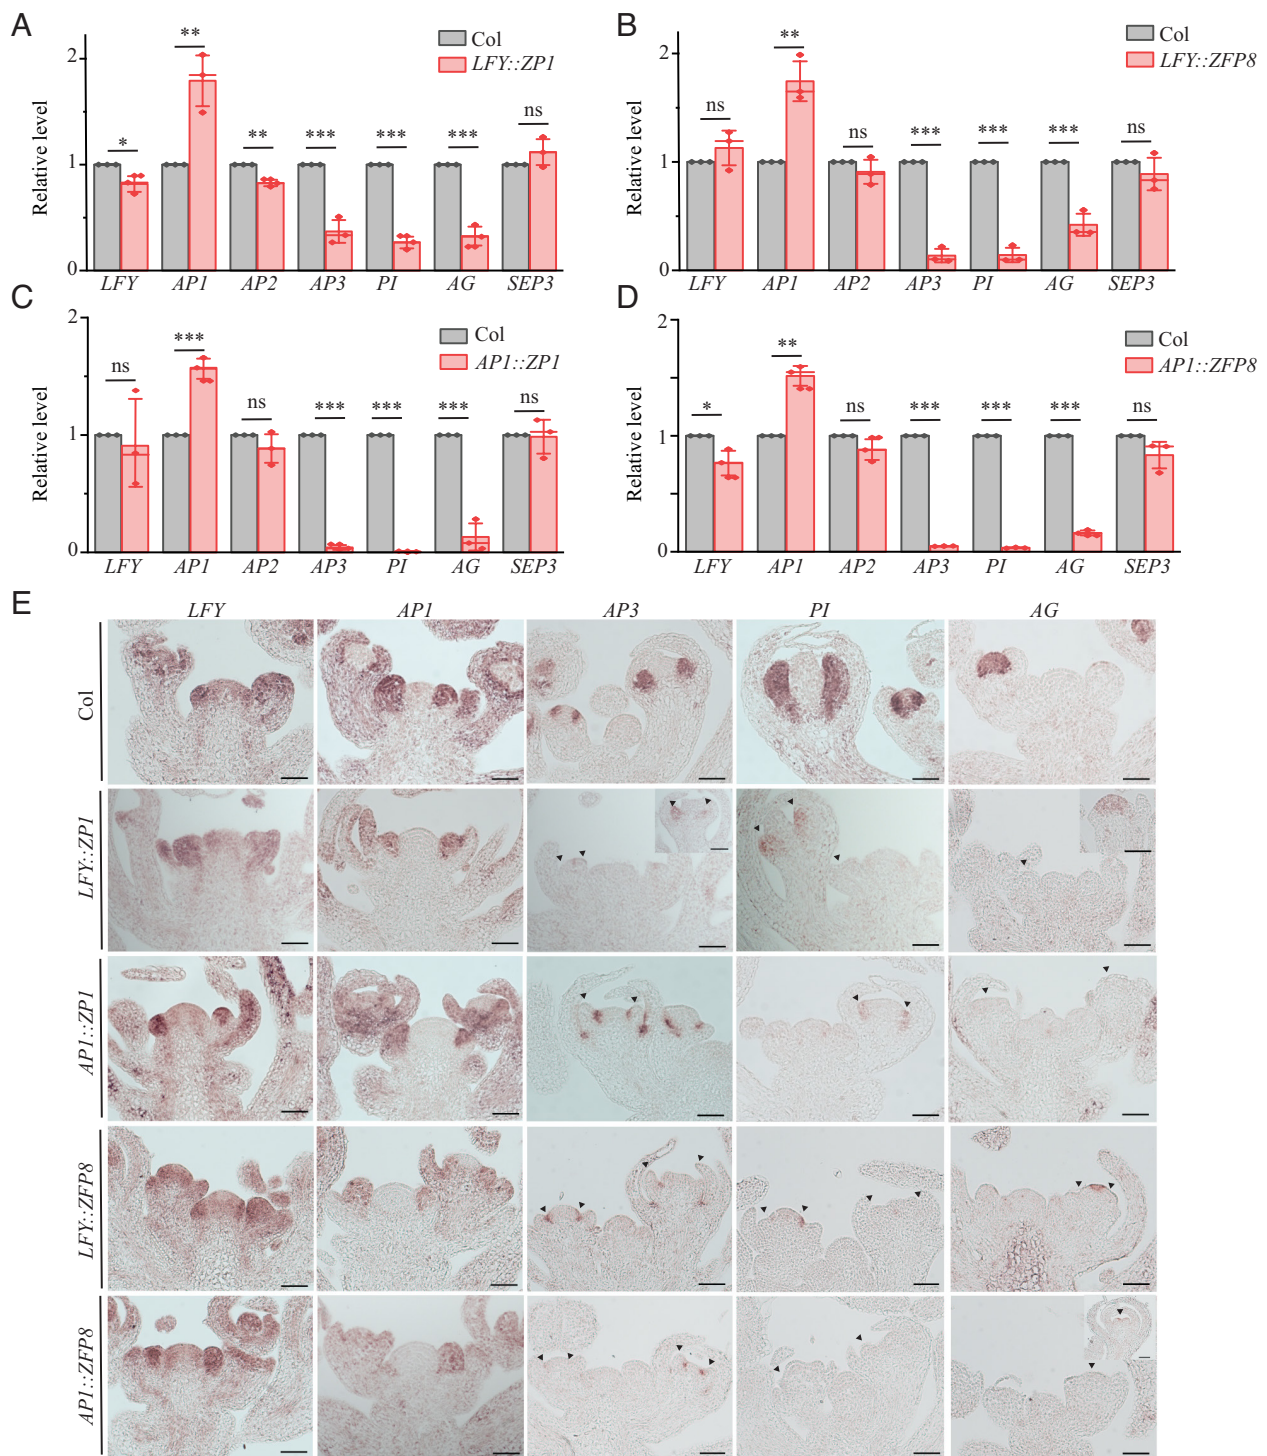 A
Relative level
2
1
0
Col
LFY::ZP1
*
**
**
***
***
***
ns
LFY AP1 AP2 AP3 PI AG SEP3
B
Relative level
2
1
0
Col
LFY::ZFP8
ns
**
ns
***
***
***
ns
LFY AP1 AP2 AP3 PI AG SEP3
C
Relative level
2
1
0
Col
AP1::ZP1
ns
***
ns
***
***
***
ns
LFY AP1 AP2 AP3 PI AG SEP3
D
Relative level
2
1
0
Col
AP1::ZFP8
*
**
ns
***
***
***
ns
LFY AP1 AP2 AP3 PI AG SEP3
E
LFY AP1 AP3 PI AG
Col
LFY::ZP1
AP1::ZP1
LFY::ZFP8
AP1::ZFP8